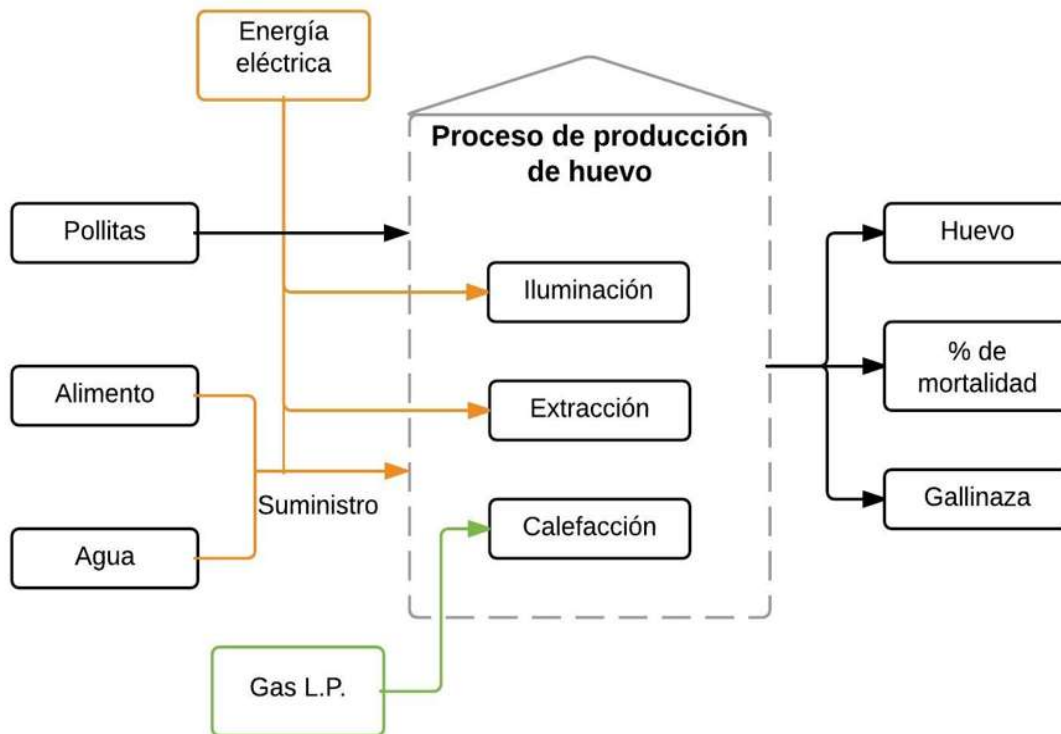 Energía
eléctrica
Proceso de producción
de huevo
Pollitas
Huevo
Iluminación
% de
mortalidad
Alimento
Extracción
Suministro
Gallinaza
Calefacción
Agua
Gas L.P.